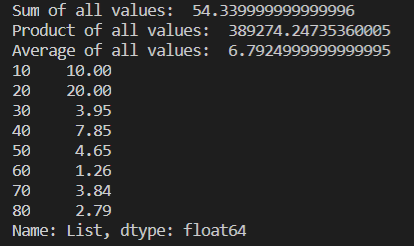 Sum of all values:  54.339999999999996
Product of all values:  389274.24735360005
Average of all values:  6.7924999999999995
10    10.00
20    20.00
30     3.95
40     7.85
50     4.65
60     1.26
70     3.84
80     2.79
Name: List, dtype: float64